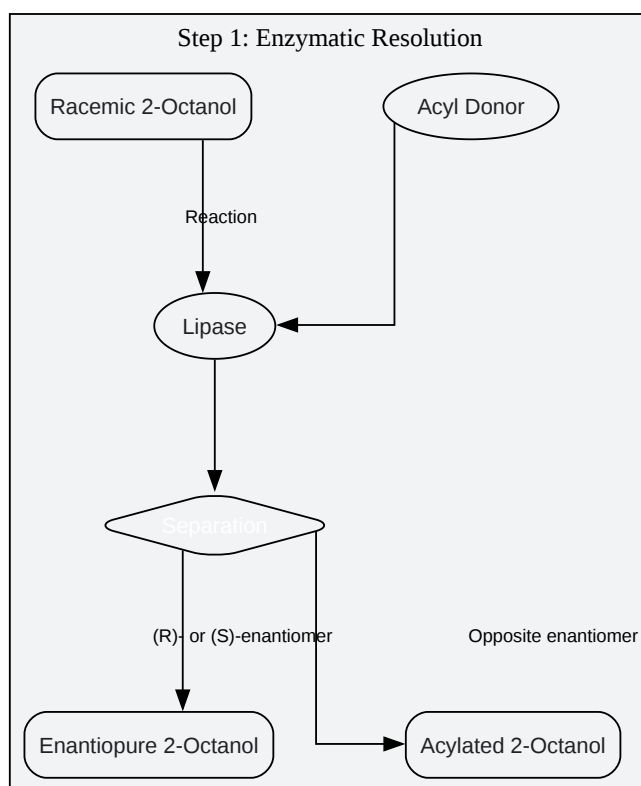 Step 1: Enzymatic Resolution
Racemic 2-Octanol
Acyl Donor
Reaction
Lipase
Separation
(R)- or (S)-enantiomer
Opposite enantiomer
Enantiopure 2-Octanol
Acylated 2-Octanol